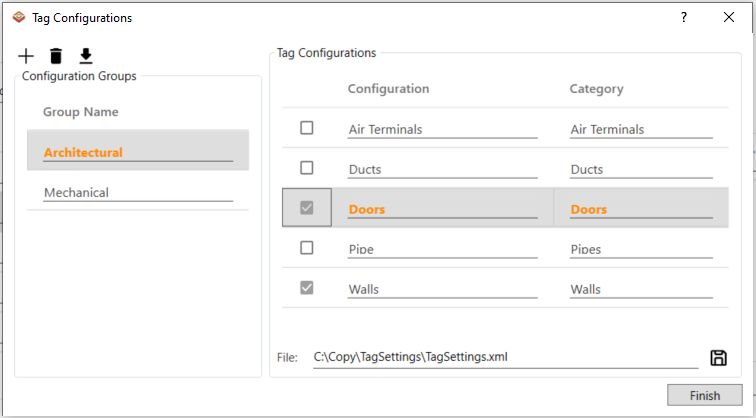 Tag Configurations
?
Configuration Groups
Group Name
Architectural
Mechanical
Tag Configurations
Configuration Category
Air Terminals Air Terminals
Ducts Ducts
Doors Doors
Pipe Pipes
Walls Walls
File: C:\Copy\TagSettings\TagSettings.xml
Finish